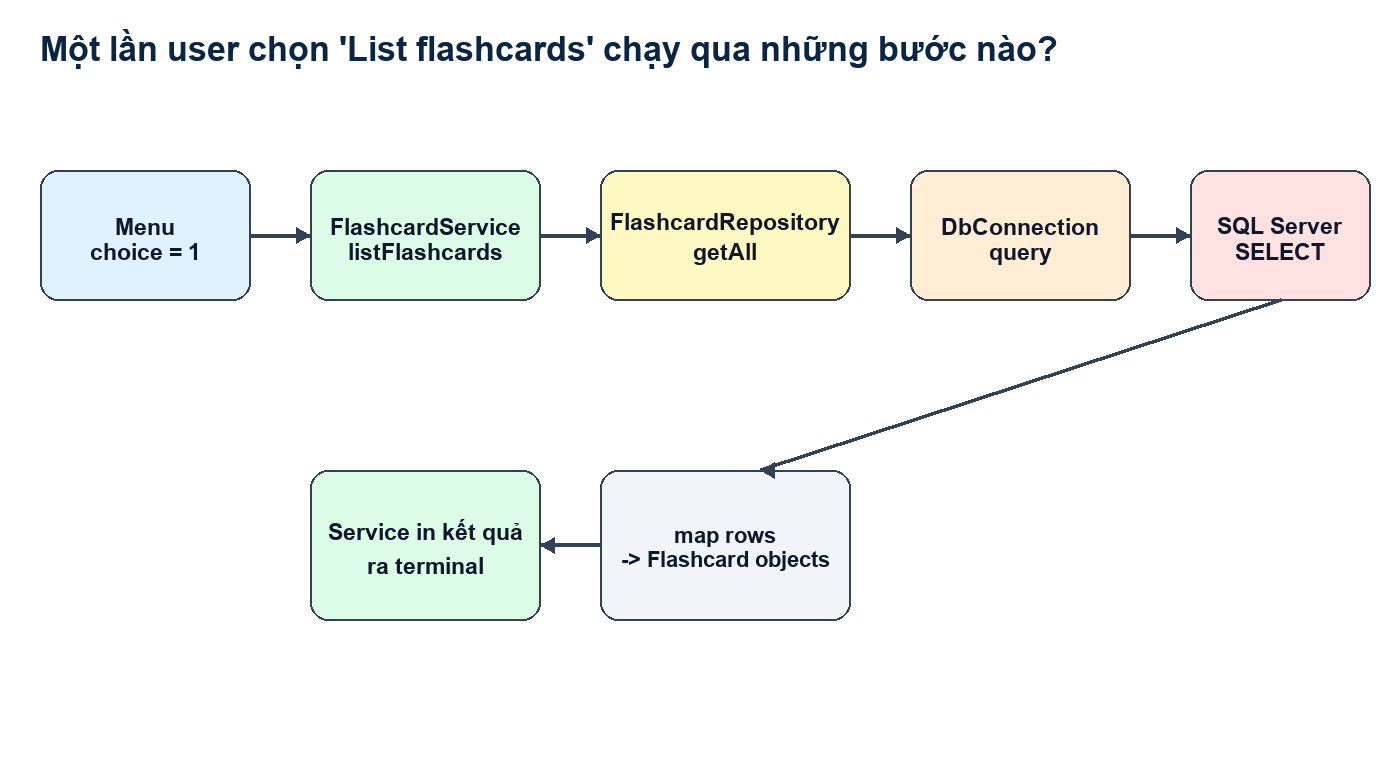 Một lần user chọn 'List flashcards' chạy qua những bước nào?
Menu
choice = 1
FlashcardService
listFlashcards
FlashcardRepository
getAll
DbConnection
query
SQL Server
SELECT
Service in kết quả
ra terminal
map rows
-> Flashcard objects